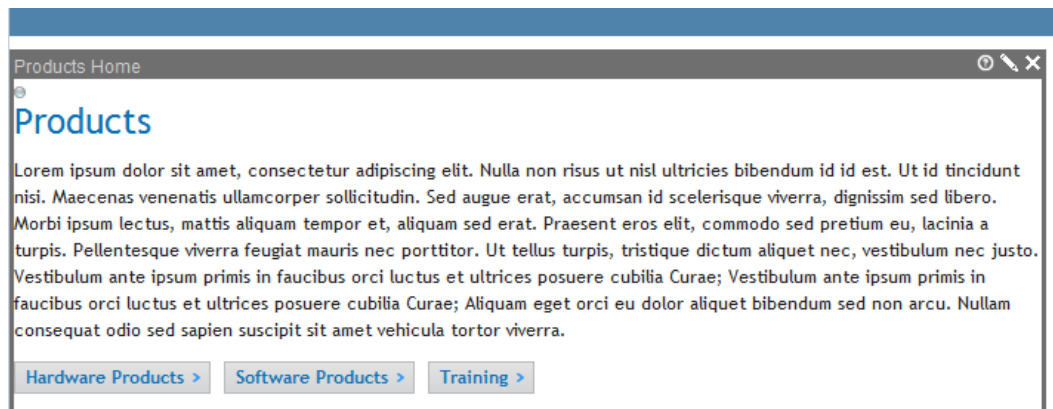 Products Home
Products
Lorem ipsum dolor sit amet, consectetur adipiscing elit. Nulla non risus ut nisl ultricies bibendum id id est. Ut id tincidunt
nisi. Maecenas venenatis ullamcorper sollicitudin. Sed augue erat, accumsan id scelerisque viverra, dignissim sed libero.
Morbi ipsum lectus, mattis aliquam tempor et, aliquam sed erat. Praesent eros elit, commodo sed pretium eu, lacinia a
turpis. Pellentesque viverra feugiat mauris nec porttitor. Ut tellus turpis, tristique dictum aliquet nec, vestibulum nec justo.
Vestibulum ante ipsum primis in faucibus orci luctus et ultrices posuere cubilia Curae; Vestibulum ante ipsum primis in
faucibus orci luctus et ultrices posuere cubilia Curae; Aliquam eget orci eu dolor aliquet bibendum sed non arcu. Nullam
consequat odio sed sapien suscipit sit amet vehicula tortor viverra.
Hardware Products > Software Products > Training >